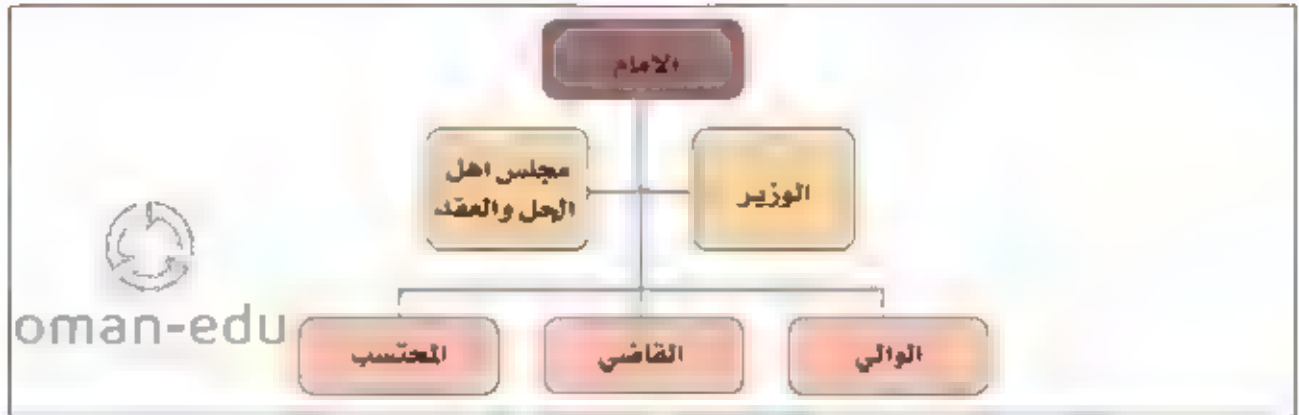 الامام
الوزير
مجلس اهل
الحل والعقد
الوالي
القاضي
المحتسب
oman-edu